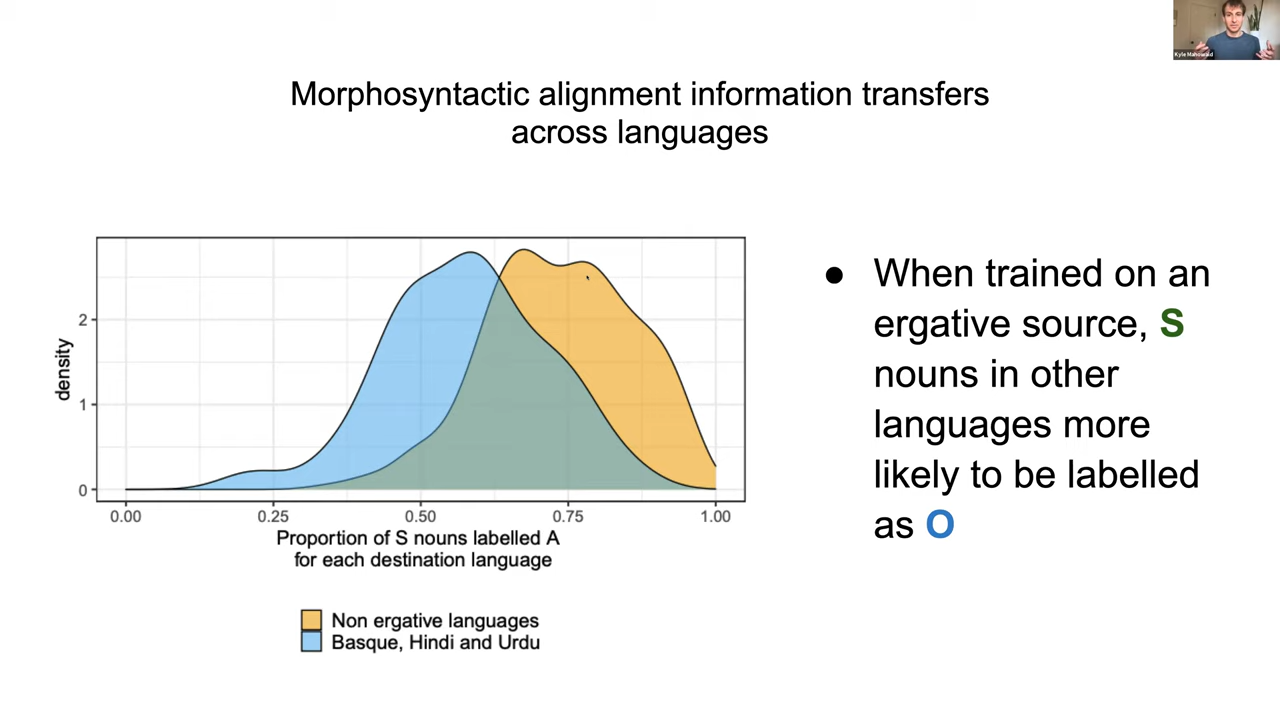 Kyle Mahowald
Morphosyntactic alignment information transfers
across languages
density
2
1
0
0.00 0.25 0.50 0.75 1.00
Proportion of S nouns labelled A
for each destination language
Non ergative languages
Basque, Hindi and Urdu
● When trained on an
ergative source, S
nouns in other
languages more
likely to be labelled
as O